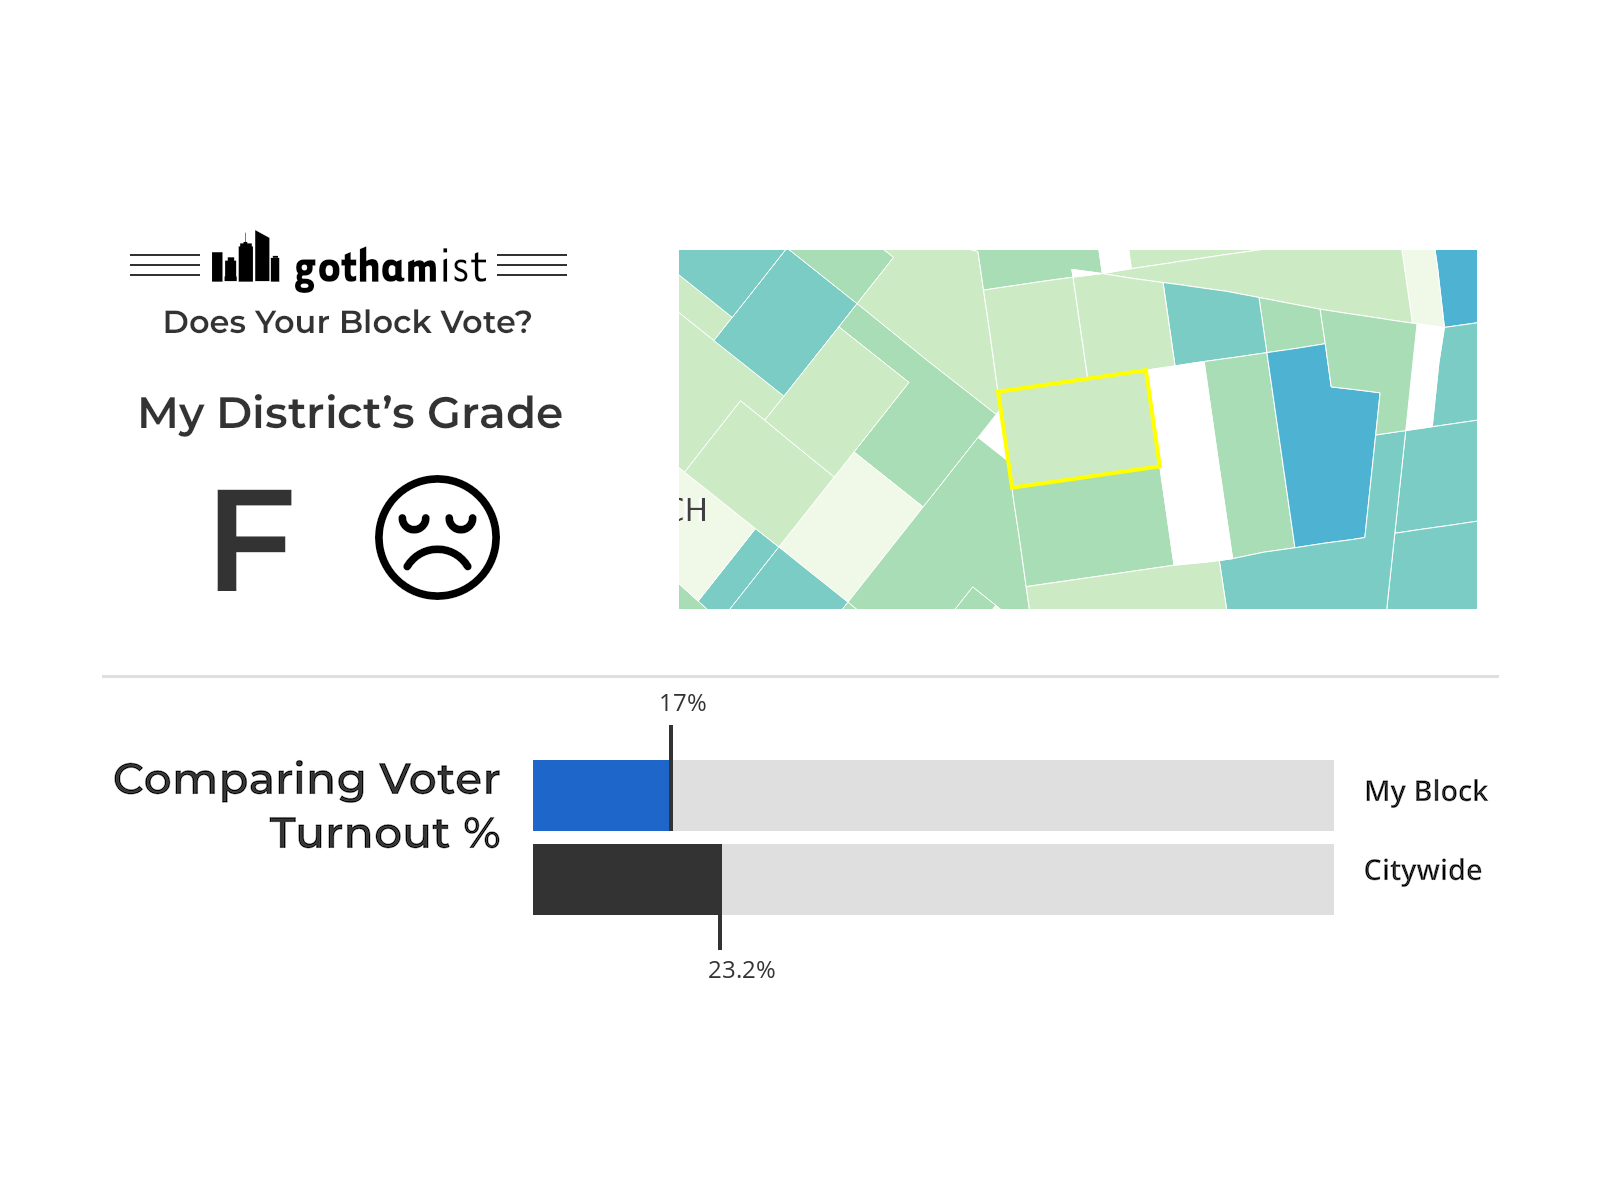 gothamist
Does Your Block Vote?
My District’s Grade
F
CH
17%
Comparing Voter
Turnout %
My Block
Citywide
23.2%